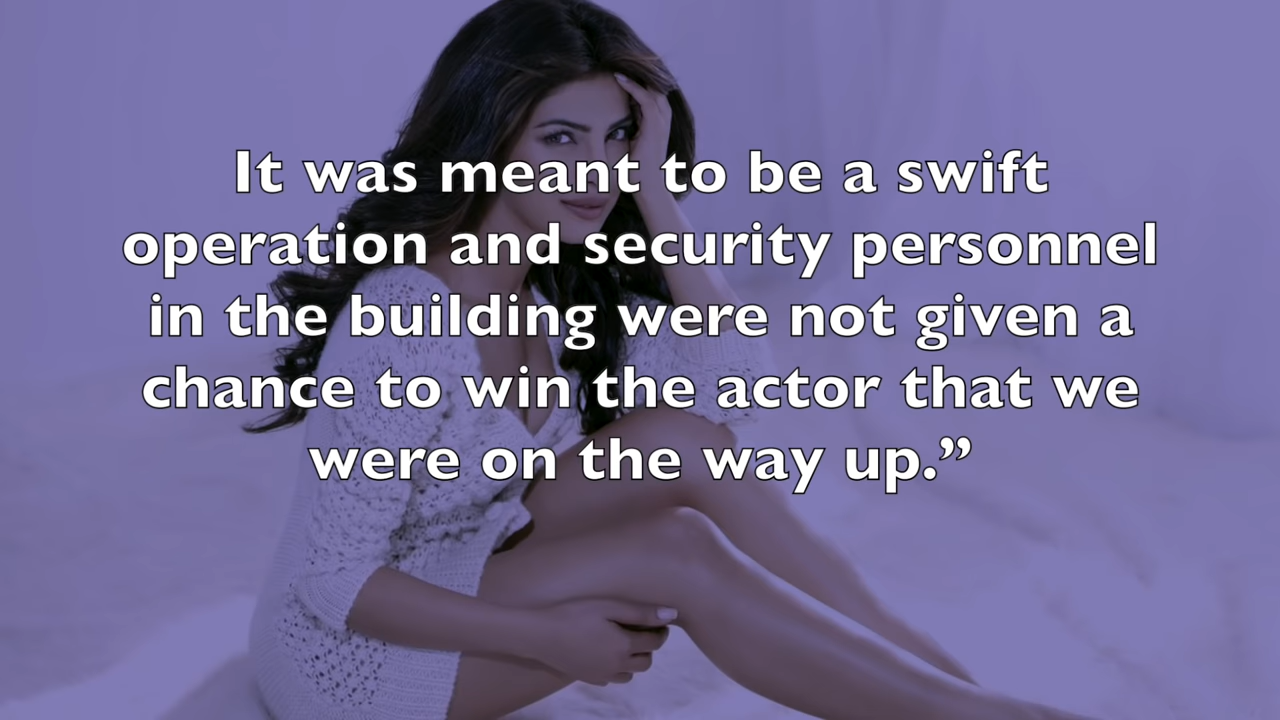 It was meant to be a swift
operation and security personnel
in the building were not given a
chance to win the actor that we
were on the way up.”